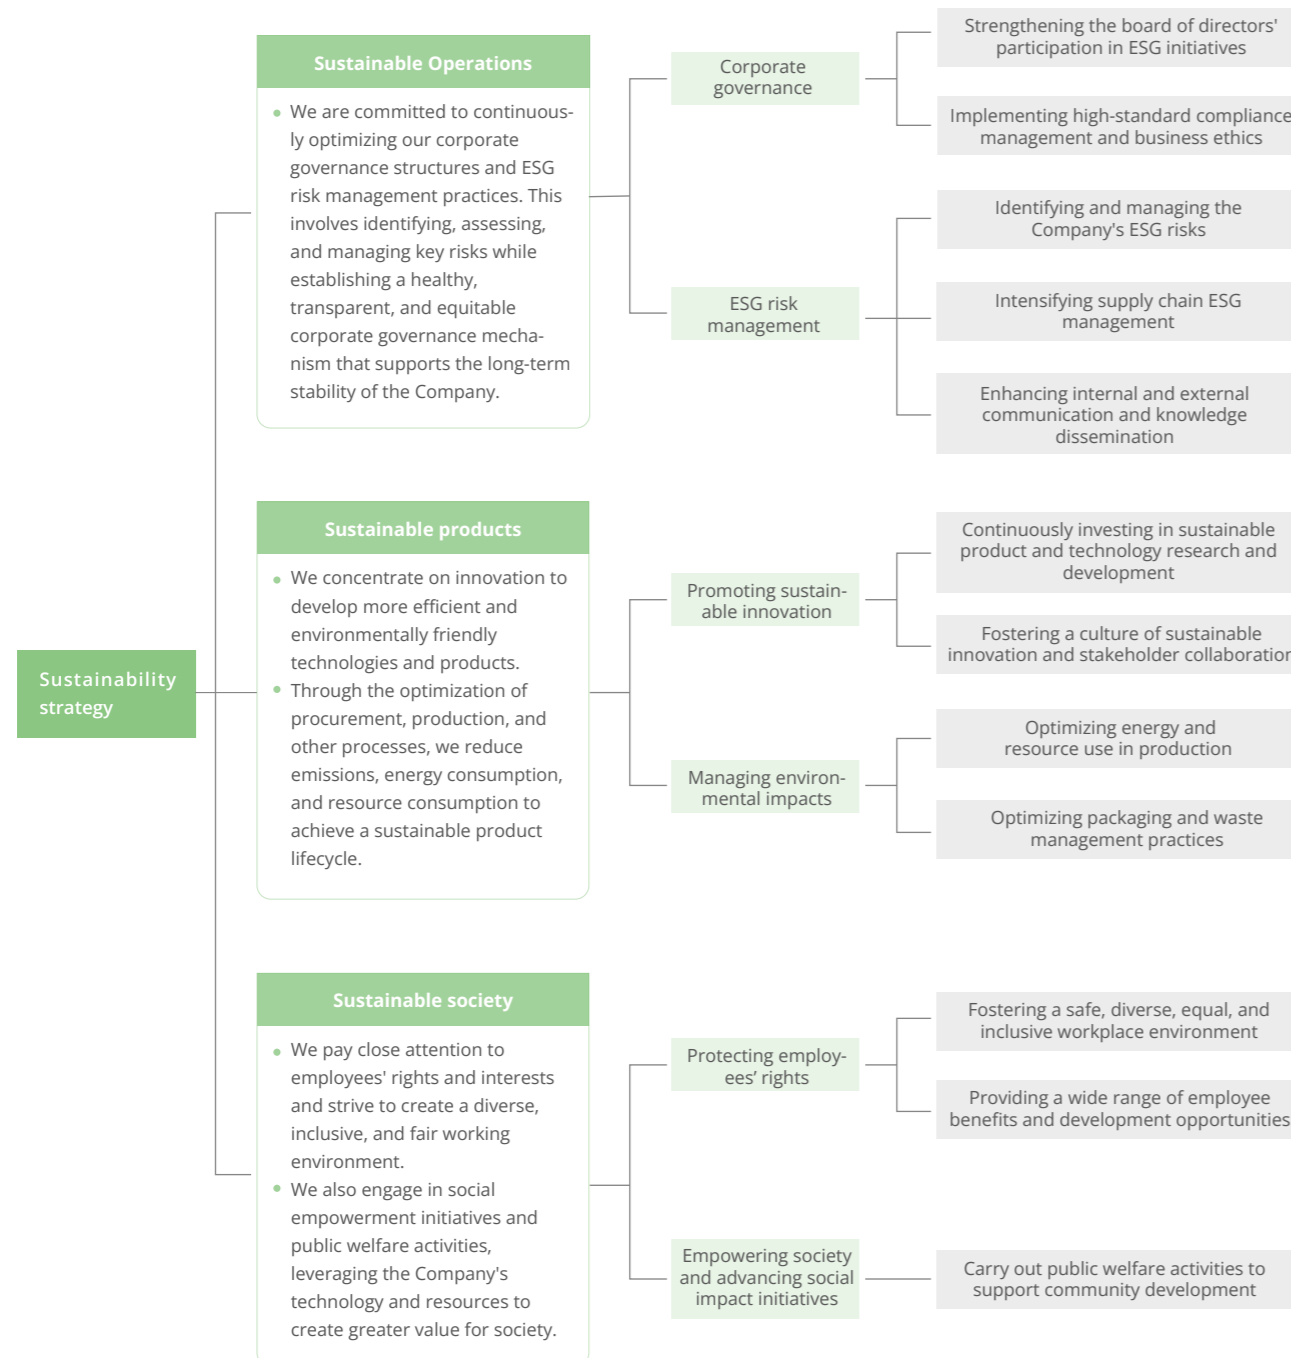 Sustainability
strategy
Sustainable Operations
We are committed to continuous-
ly optimizing our corporate
governance structures and ESG
risk management practices. This
involves identifying, assessing,
and managing key risks while
establishing a healthy,
transparent, and equitable
corporate governance mecha-
nism that supports the long-term
stability of the Company.
Corporate
governance
Strengthening the board of directors'
participation in ESG initiatives
Implementing high-standard compliance
management and business ethics
ESG risk
management
Identifying and managing the
Company's ESG risks
Intensifying supply chain ESG
management
Enhancing internal and external
communication and knowledge
dissemination
Sustainable products
We concentrate on innovation to
develop more efficient and
environmentally friendly
technologies and products.
Through the optimization of
procurement, production, and
other processes, we reduce
emissions, energy consumption,
and resource consumption to
achieve a sustainable product
lifecycle.
Promoting sustain-
able innovation
Continuously investing in sustainable
product and technology research and
development
Fostering a culture of sustainable
innovation and stakeholder collaboration
Managing environ-
mental impacts
Optimizing energy and
resource use in production
Optimizing packaging and waste
management practices
Sustainable society
We pay close attention to
employees' rights and interests
and strive to create a diverse,
inclusive, and fair working
environment.
We also engage in social
empowerment initiatives and
public welfare activities,
leveraging the Company's
technology and resources to
create greater value for society.
Protecting employ-
ees’ rights
Fostering a safe, diverse, equal, and
inclusive workplace environment
Providing a wide range of employee
benefits and development opportunities
Empowering society
and advancing social
impact initiatives
Carry out public welfare activities to
support community development